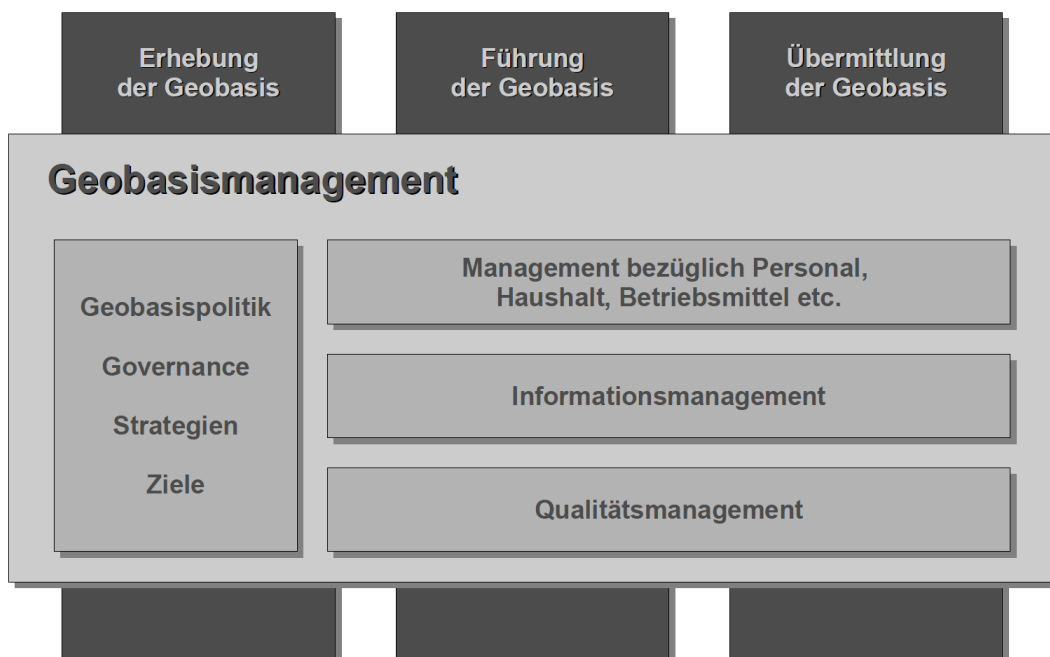 Erhebung
der Geobasis
Führung
der Geobasis
Übermittlung
der Geobasis
Geobasismanagement
Geobasispolitik
Governance
Strategien
Ziele
Management bezüglich Personal,
Haushalt, Betriebsmittel etc.
Informationsmanagement
Qualitätsmanagement